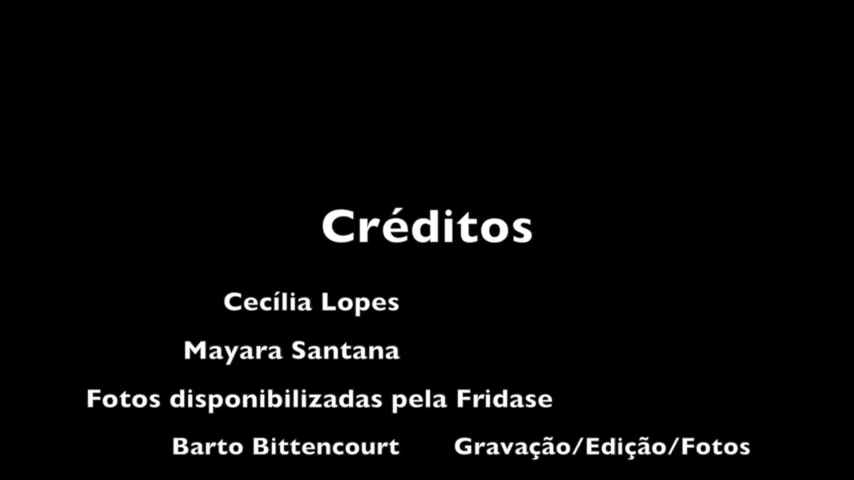 Créditos
Cecília Lopes
Mayara Santana
Fotos disponibilizadas pela Fridase
Barto Bittencourt Gravação/Edição/Fotos